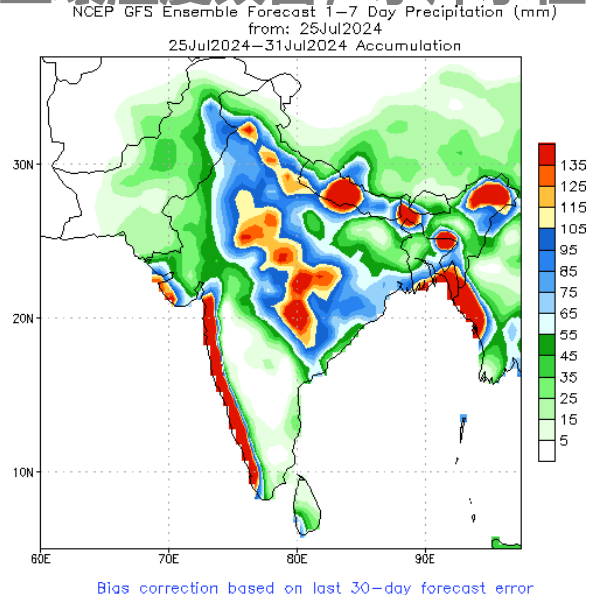 NCEP GFS Ensemble Forecast 1-7 Day Precipitation (mm)
from: 25Jul2024
25Jul2024-31Jul2024 Accumulation
30N
20N
10N
60E
70E
80E
90E
135
125
115
105
95
85
75
65
55
45
35
25
15
5
Bias correction based on last 30-day forecast error